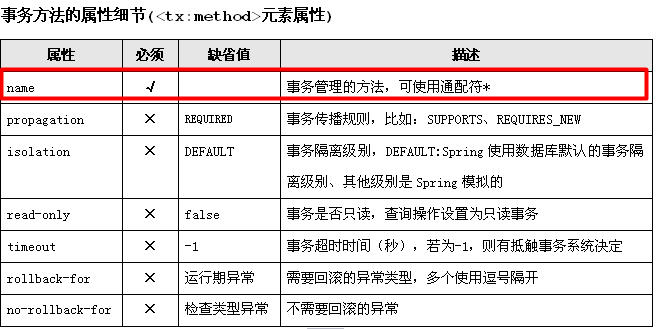 事务方法的属性细节(<tx:method>元素属性)
属性 必须 缺省值 描述
name √ 事务管理的方法，可使用通配符*
propagation × REQUIRED 事务传播规则，比如：SUPPORTS、REQUIRES_NEW
isolation × DEFAULT 事务隔离级别，DEFAULT:Spring 使用数据库默认的事务隔
离级别、其他级别是 Spring 模拟的
read-only × false 事务是否只读，查询操作设置为只读事务
timeout × -1 事务超时时间（秒），若为-1，则有抵触事务系统决定
rollback-for × 运行期异常 需要回滚的异常类型，多个使用逗号隔开
no-rollback-for × 检查类型异常 不需要回滚的异常